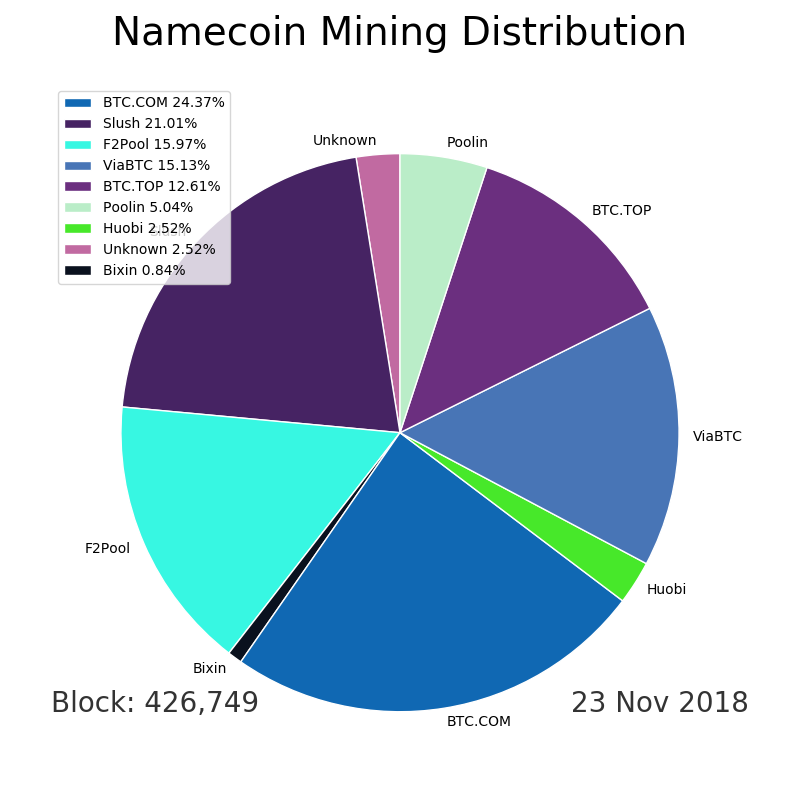 Namecoin Mining Distribution
BTC.COM 24.37%
Slush 21.01%
F2Pool 15.97%
ViaBTC 15.13%
BTC.TOP 12.61%
Poolin 5.04%
Huobi 2.52%
Unknown 2.52%
Bixin 0.84%
Unknown
Poolin
BTC.TOP
ViaBTC
Huobi
BTC.COM
Bixin
F2Pool
Block: 426,749
23 Nov 2018